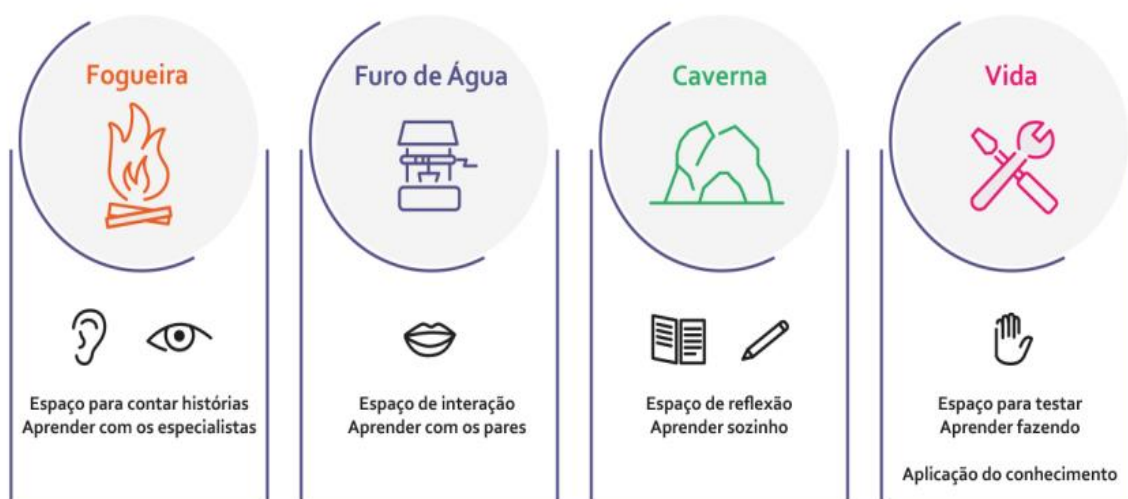 Fogueira
Espaço para contar histórias
Aprender com os especialistas
Furo de Água
Espaço de interação
Aprender com os pares
Caverna
Espaço de reflexão
Aprender sozinho
Vida
Espaço para testar
Aprender fazendo
Aplicação do conhecimento